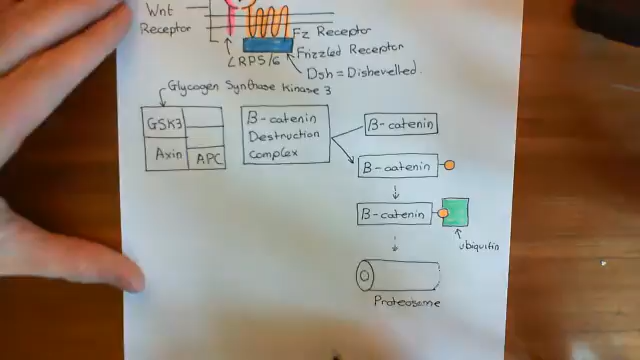 Wnt
Receptor
LRP5/6
Fz Receptor
Frizzled Receptor
Dsh = Dishevelled.
Glycogen Synthase Kinase 3
GSK3
Axin
APC
β-catenin
Destruction
Complex
β-catenin
β-catenin
β-catenin
ubiquitin
Proteosome